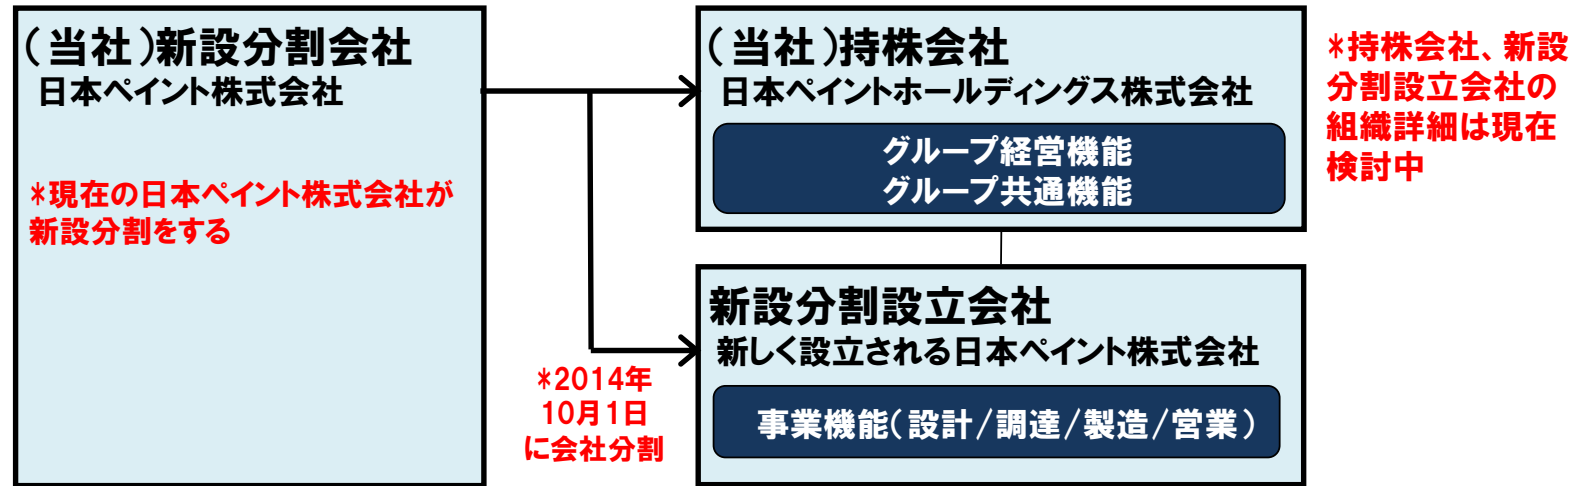 (当社)新設分割会社
日本ペイント株式会社
*現在の日本ペイント株式会社が
新設分割をする
*2014年
10月1日
に会社分割
(当社)持株会社
日本ペイントホールディングス株式会社
グループ経営機能
グループ共通機能
新設分割設立会社
新しく設立される日本ペイント株式会社
事業機能(設計/調達/製造/営業)
*持株会社、新設
分割設立会社の
組織詳細は現在
検討中